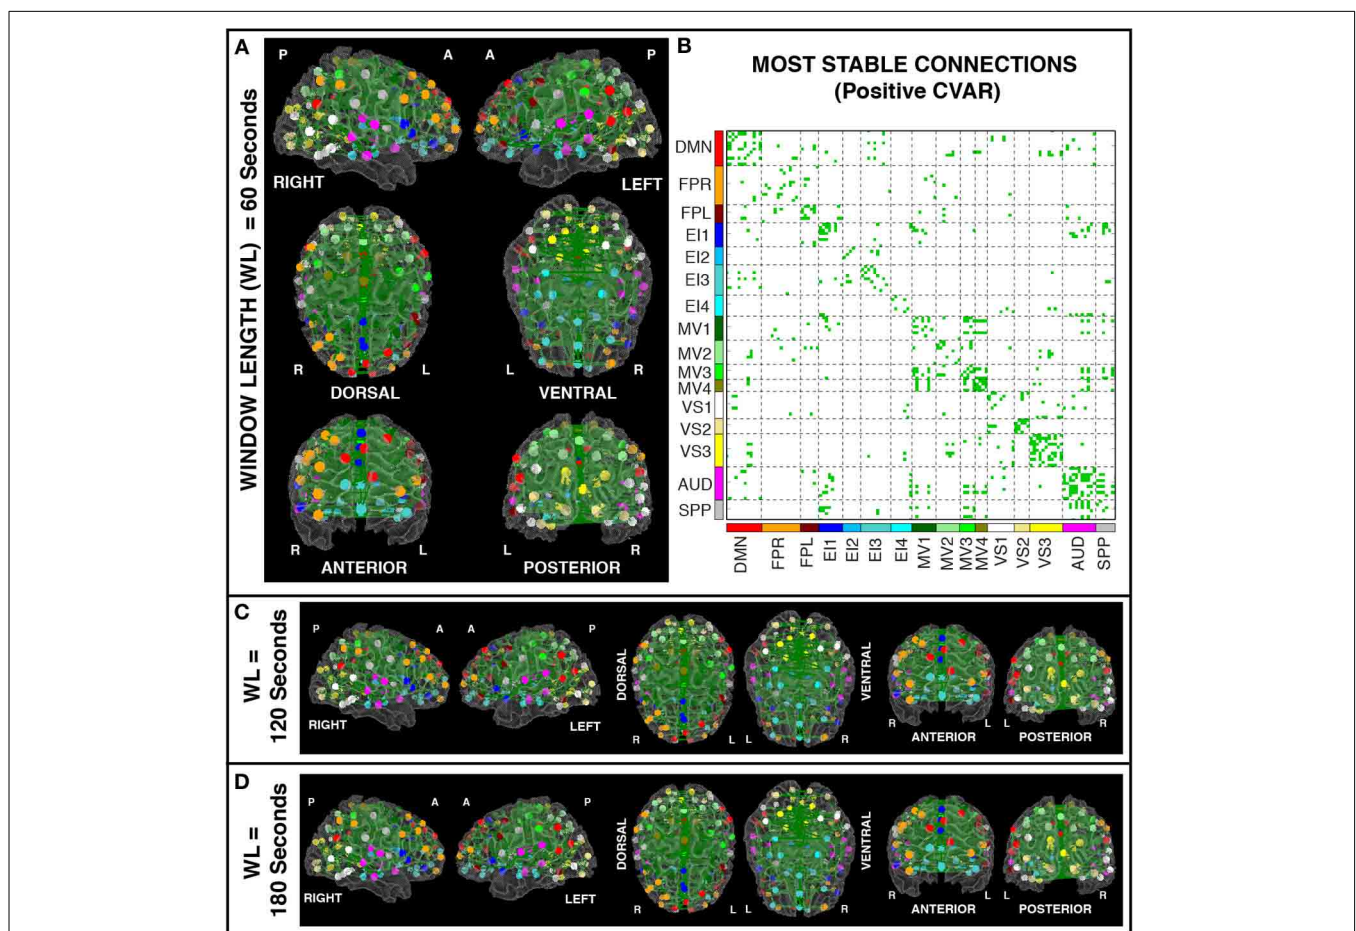 A
P
A
A
P
RIGHT
LEFT
WINDOW LENGTH (WL) = 60 Seconds
R
L
L
R
DORSAL
VENTRAL
R
L
L
R
ANTERIOR
POSTERIOR
B
MOST STABLE CONNECTIONS
(Positive CVAR)
DMN
FPR
FPL
EI1
EI2
EI3
EI4
MV1
MV2
MV3
MV4
VS1
VS2
VS3
AUD
SPP
DMN
FPR
FPL
EI1
EI2
EI3
EI4
MV1
MV2
MV3
MV4
VS1
VS2
VS3
AUD
SPP
C
WL =
120 Seconds
P
A
A
P
RIGHT
LEFT
DORSAL
R
L
L
R
VENTRAL
R
L
L
R
ANTERIOR
POSTERIOR
D
WL =
180 Seconds
P
A
A
P
RIGHT
LEFT
DORSAL
R
L
L
R
VENTRAL
R
L
L
R
ANTERIOR
POSTERIOR